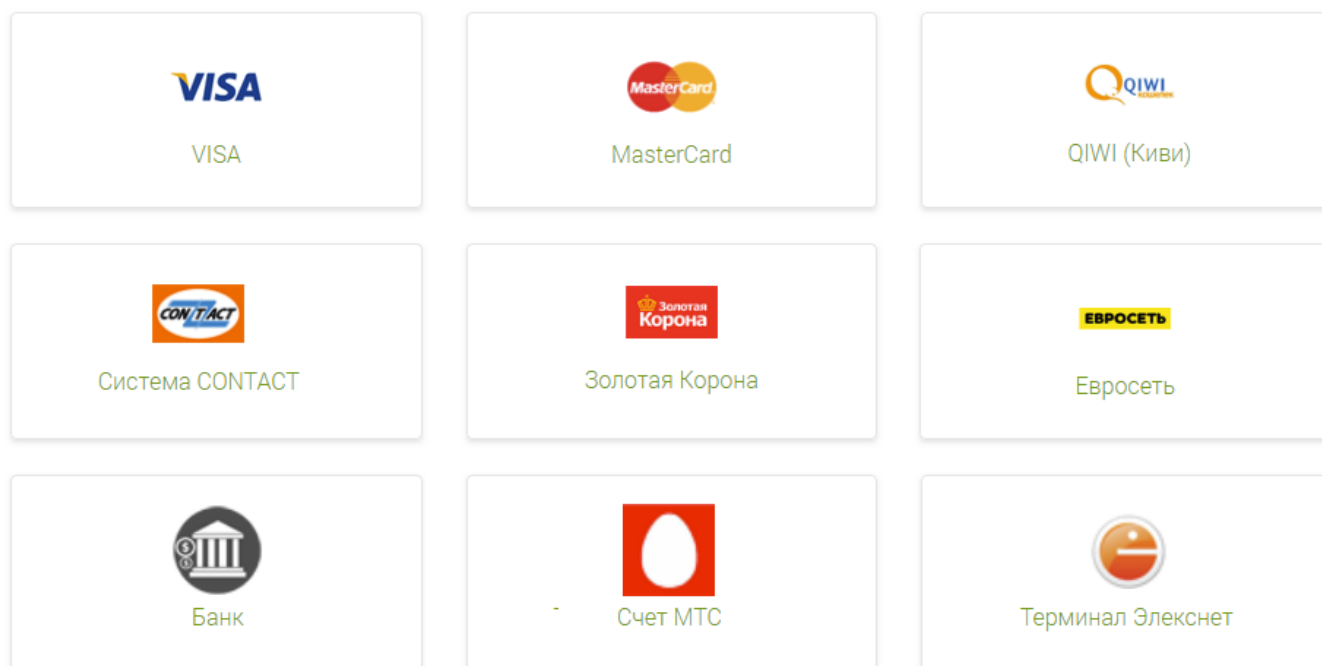 VISA
MasterCard
QIWI
кошелек
VISA
MasterCard
QIWI (Киви)
CONTACT
Золотая
Корона
ЕВРОСЕТЬ
Система CONTACT
Золотая Корона
Евросеть
Банк
- Счет МТС
Терминал Элекснет